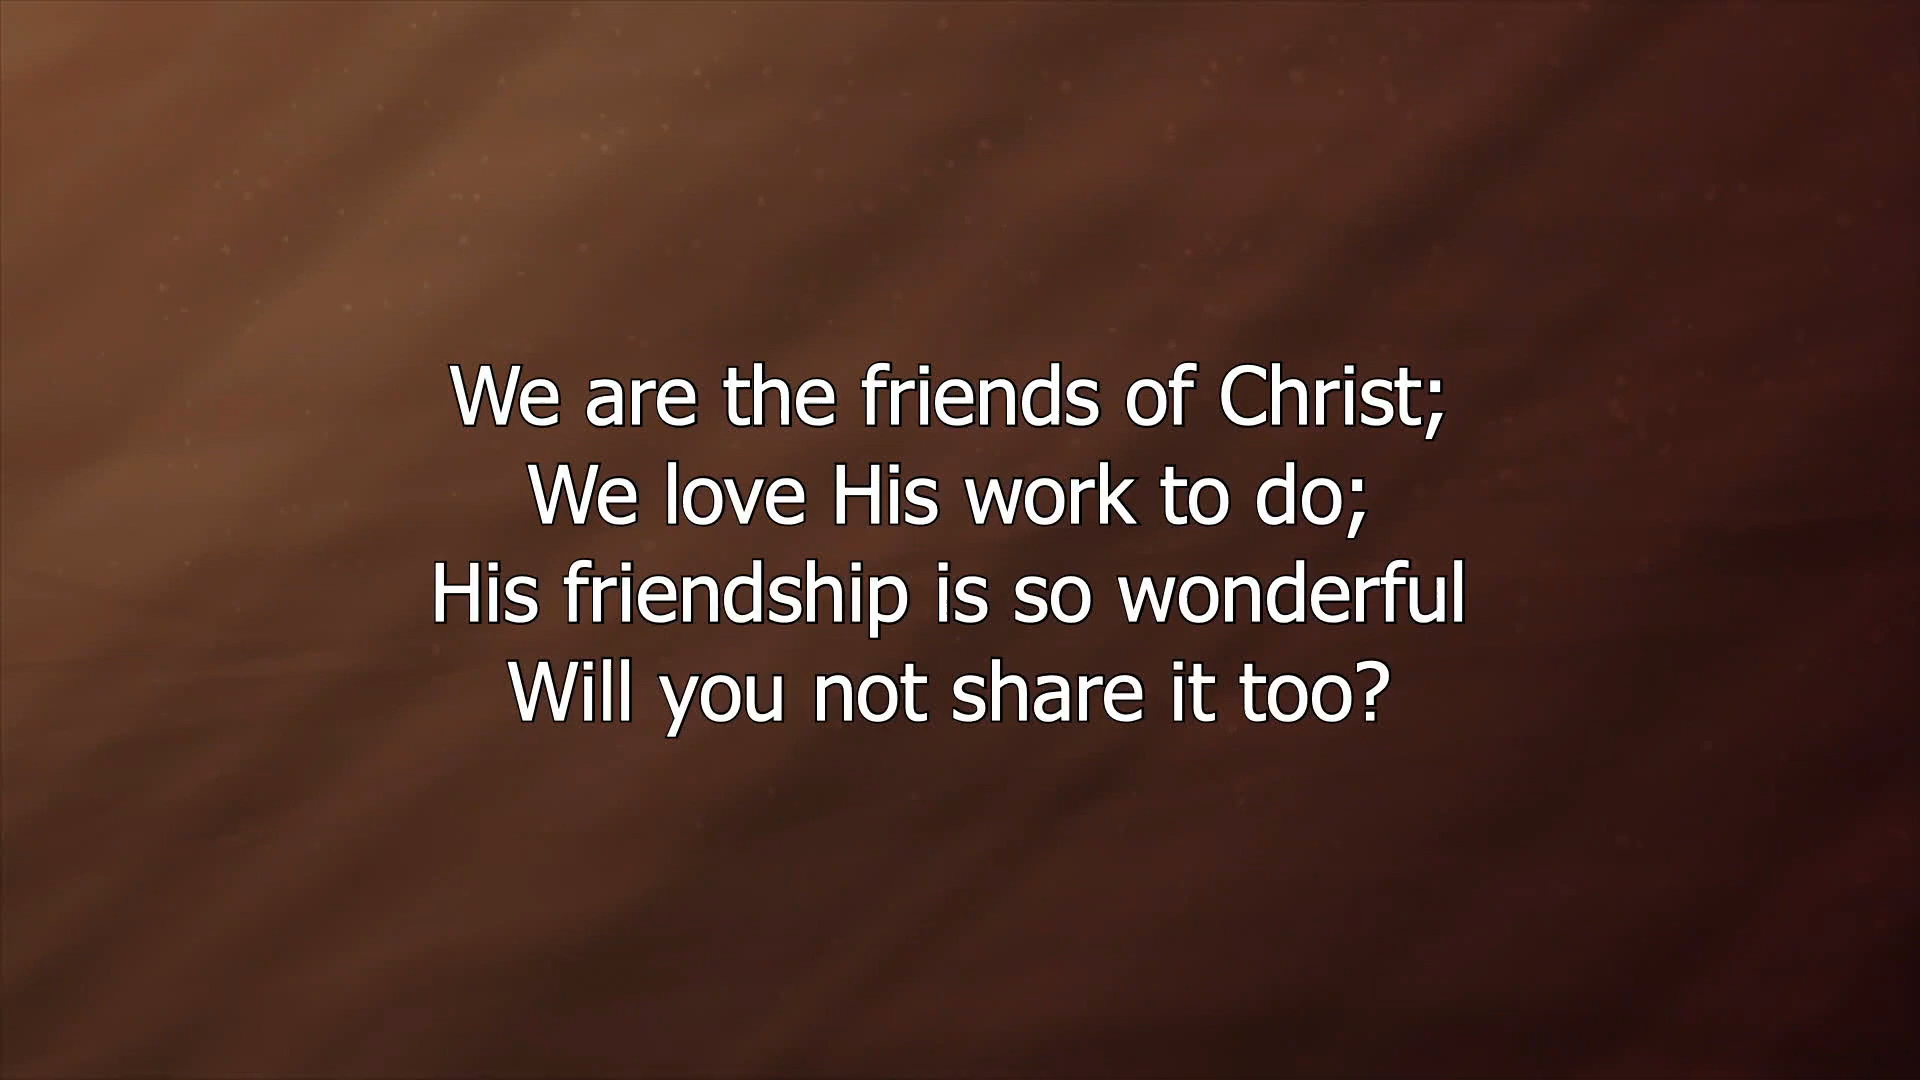 We are the friends of Christ;
We love His work to do;
His friendship is so wonderful
Will you not share it too?